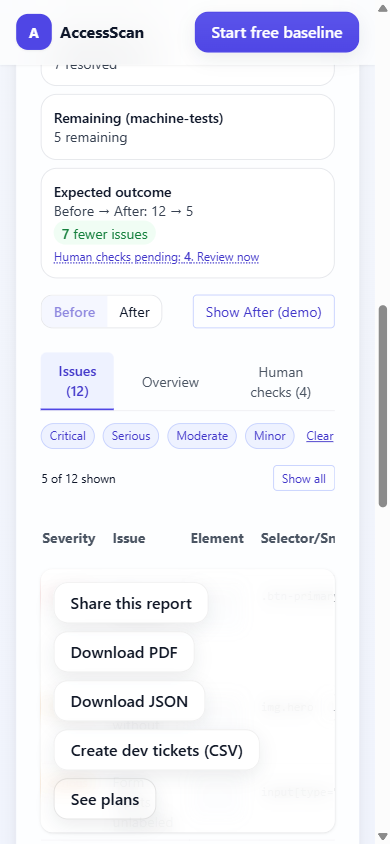 A AccessScan Start free baseline
7 resolved
Remaining (machine-tests)
5 remaining
Expected outcome
Before → After: 12 → 5
7 fewer issues
Human checks pending: 4. Review now
Before After Show After (demo)
Issues (12) Overview Human checks (4)
Critical Serious Moderate Minor Clear
5 of 12 shown Show all
Severity Issue Element Selector/Sn
Share this report
Download PDF
Download JSON
Create dev tickets (CSV)
See plans